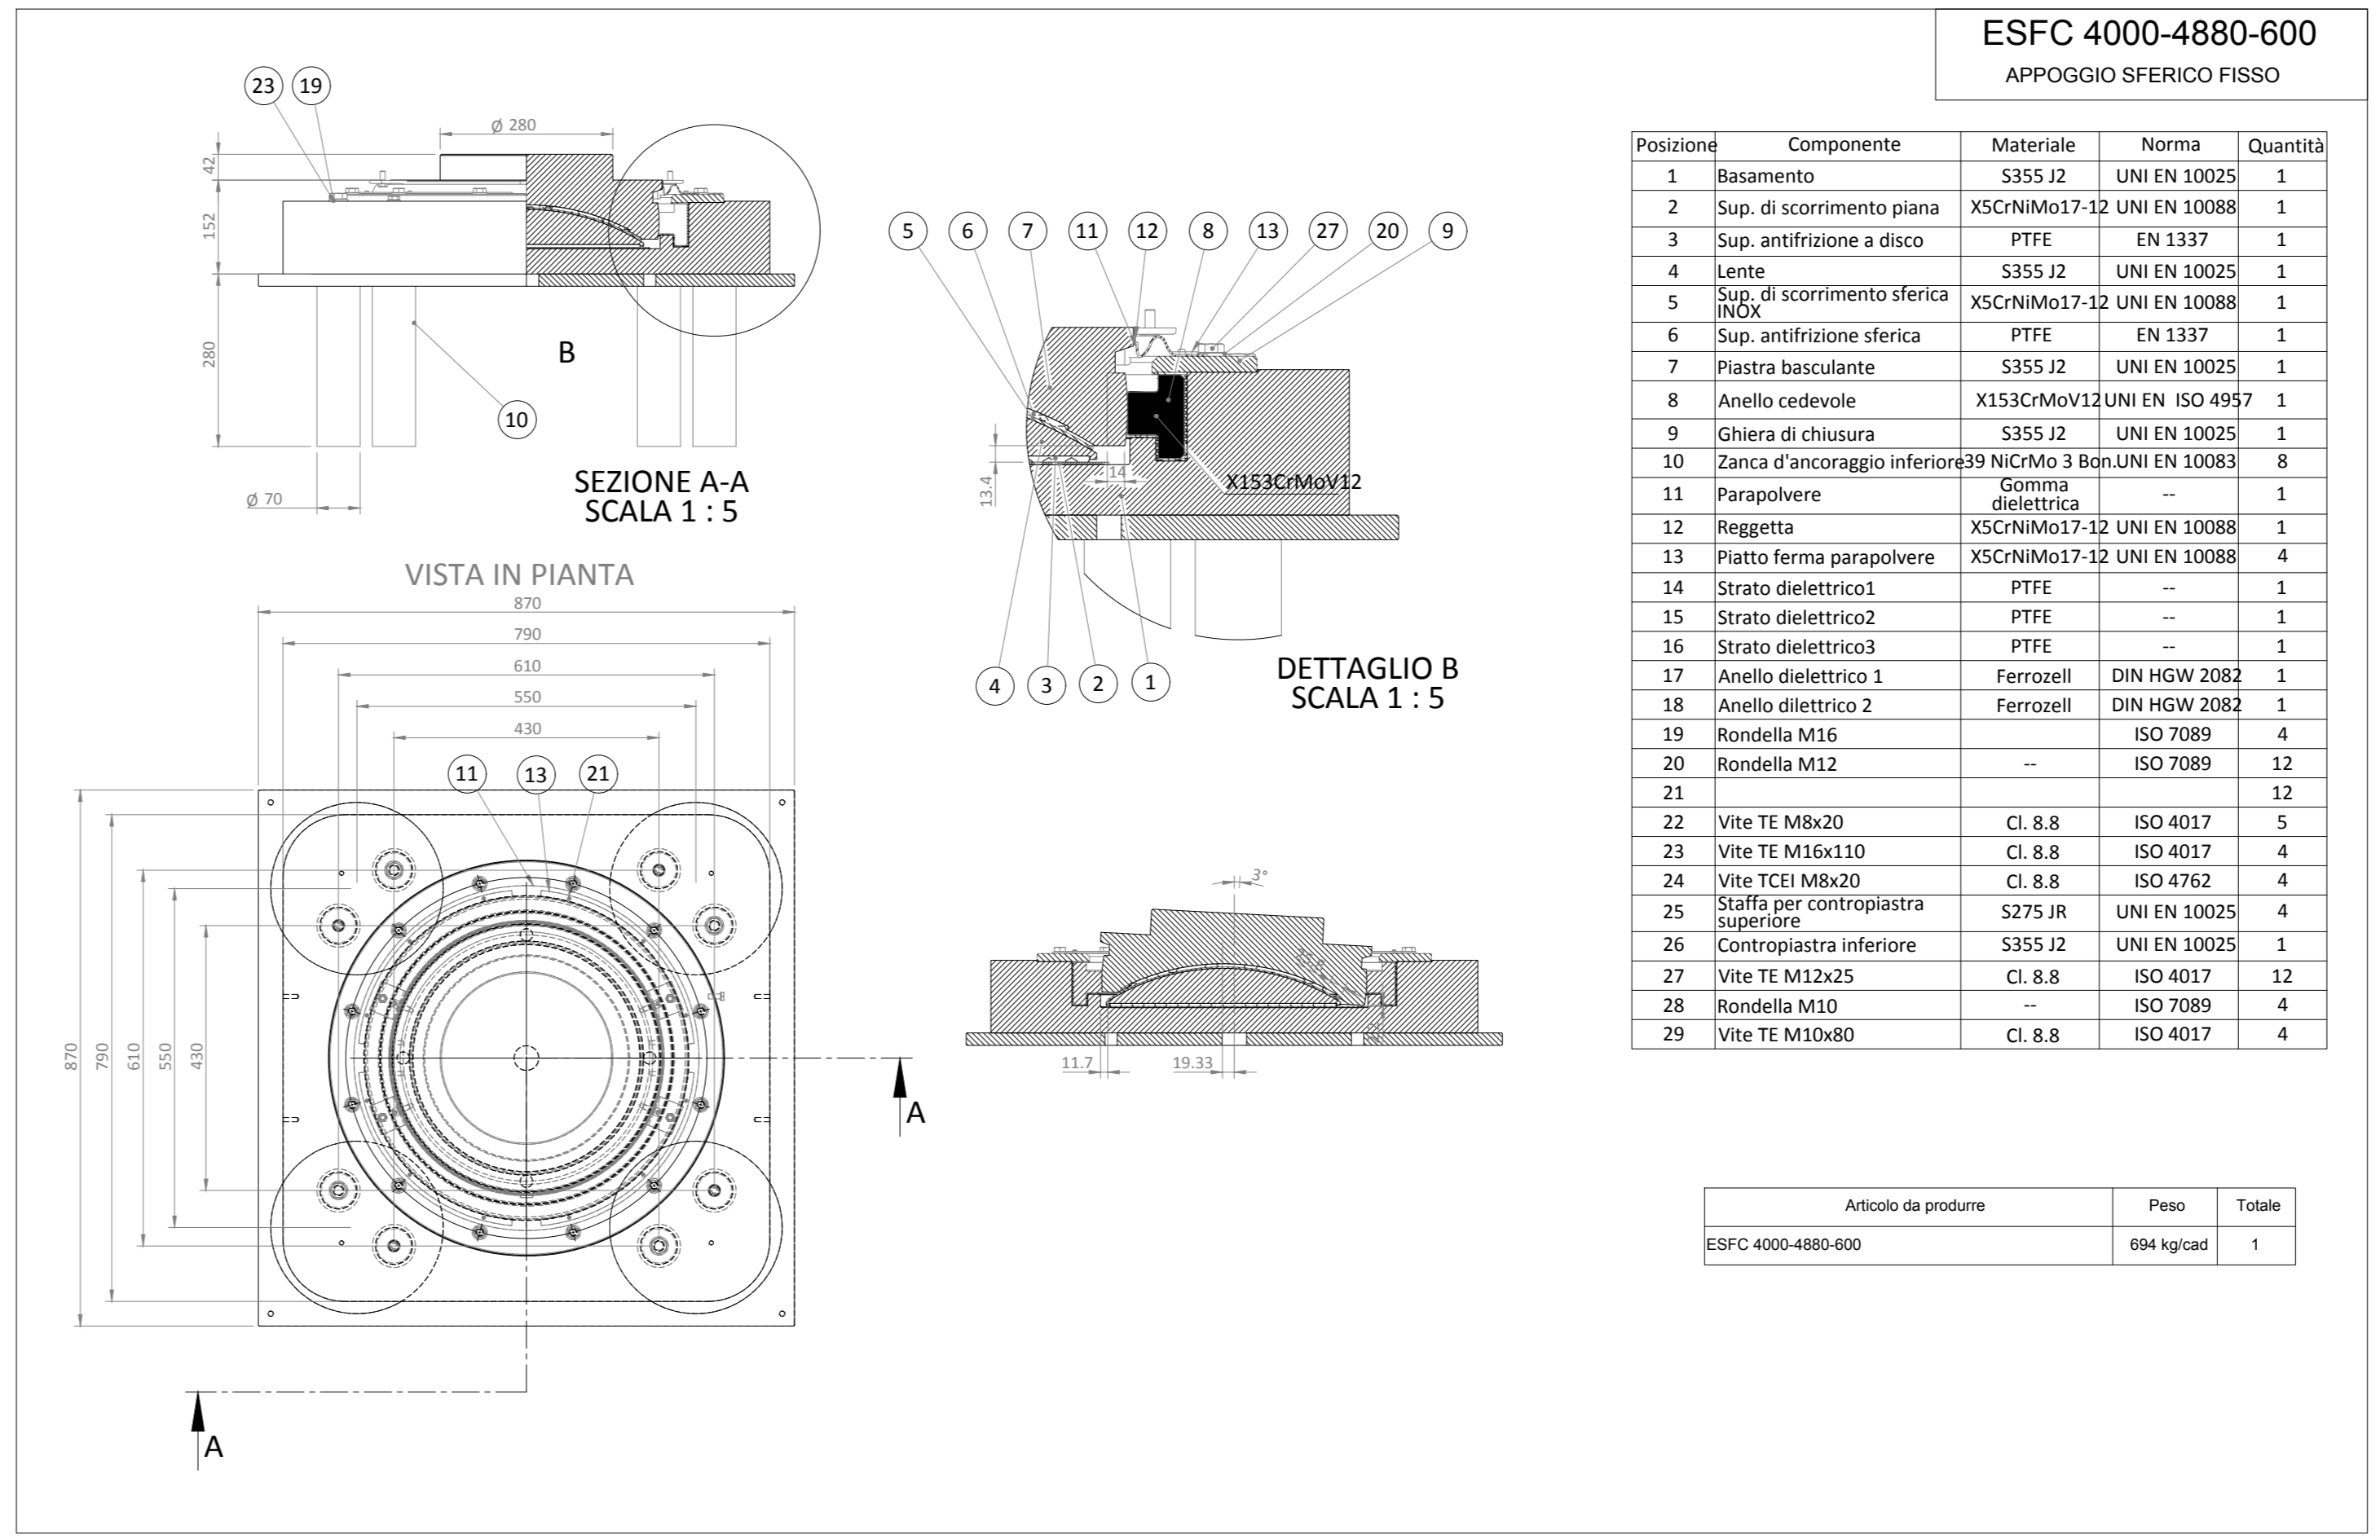 ESFC 4000-4880-600
APPOGGIO SFERICO FISSO
23 19
Ø 280
42
152
280
B
10
Ø 70
SEZIONE A-A
SCALA 1 : 5
5 6 7 11 12 8 13 27 20 9
14
13.4
X153CrMoV12
4 3 2 1
DETTAGLIO B
SCALA 1 : 5
VISTA IN PIANTA
870
790
610
550
430
11 13 21
870 790 610 550 430
A
A
3°
11.7 19.33
Posizione Componente Materiale Norma Quantità
1 Basamento S355 J2 UNI EN 10025 1
2 Sup. di scorrimento piana X5CrNiMo17-12 UNI EN 10088 1
3 Sup. antifrizione a disco PTFE EN 1337 1
4 Lente S355 J2 UNI EN 10025 1
5 Sup. di scorrimento sferica INOX X5CrNiMo17-12 UNI EN 10088 1
6 Sup. antifrizione sferica PTFE EN 1337 1
7 Piastra basculante S355 J2 UNI EN 10025 1
8 Anello cedevole X153CrMoV12 UNI EN ISO 4957 1
9 Ghiera di chiusura S355 J2 UNI EN 10025 1
10 Zanca d'ancoraggio inferiore 39 NiCrMo 3 Bon. UNI EN 10083 8
11 Parapolvere Gomma dielettrica -- 1
12 Reggetta X5CrNiMo17-12 UNI EN 10088 1
13 Piatto ferma parapolvere X5CrNiMo17-12 UNI EN 10088 4
14 Strato dielettrico1 PTFE -- 1
15 Strato dielettrico2 PTFE -- 1
16 Strato dielettrico3 PTFE -- 1
17 Anello dielettrico 1 Ferrozell DIN HGW 2082 1
18 Anello dilettrico 2 Ferrozell DIN HGW 2082 1
19 Rondella M16 ISO 7089 4
20 Rondella M12 -- ISO 7089 12
21 12
22 Vite TE M8x20 Cl. 8.8 ISO 4017 5
23 Vite TE M16x110 Cl. 8.8 ISO 4017 4
24 Vite TCEI M8x20 Cl. 8.8 ISO 4762 4
25 Staffa per contropiastra superiore S275 JR UNI EN 10025 4
26 Contropiastra inferiore S355 J2 UNI EN 10025 1
27 Vite TE M12x25 Cl. 8.8 ISO 4017 12
28 Rondella M10 -- ISO 7089 4
29 Vite TE M10x80 Cl. 8.8 ISO 4017 4
Articolo da produrre Peso Totale
ESFC 4000-4880-600 694 kg/cad 1